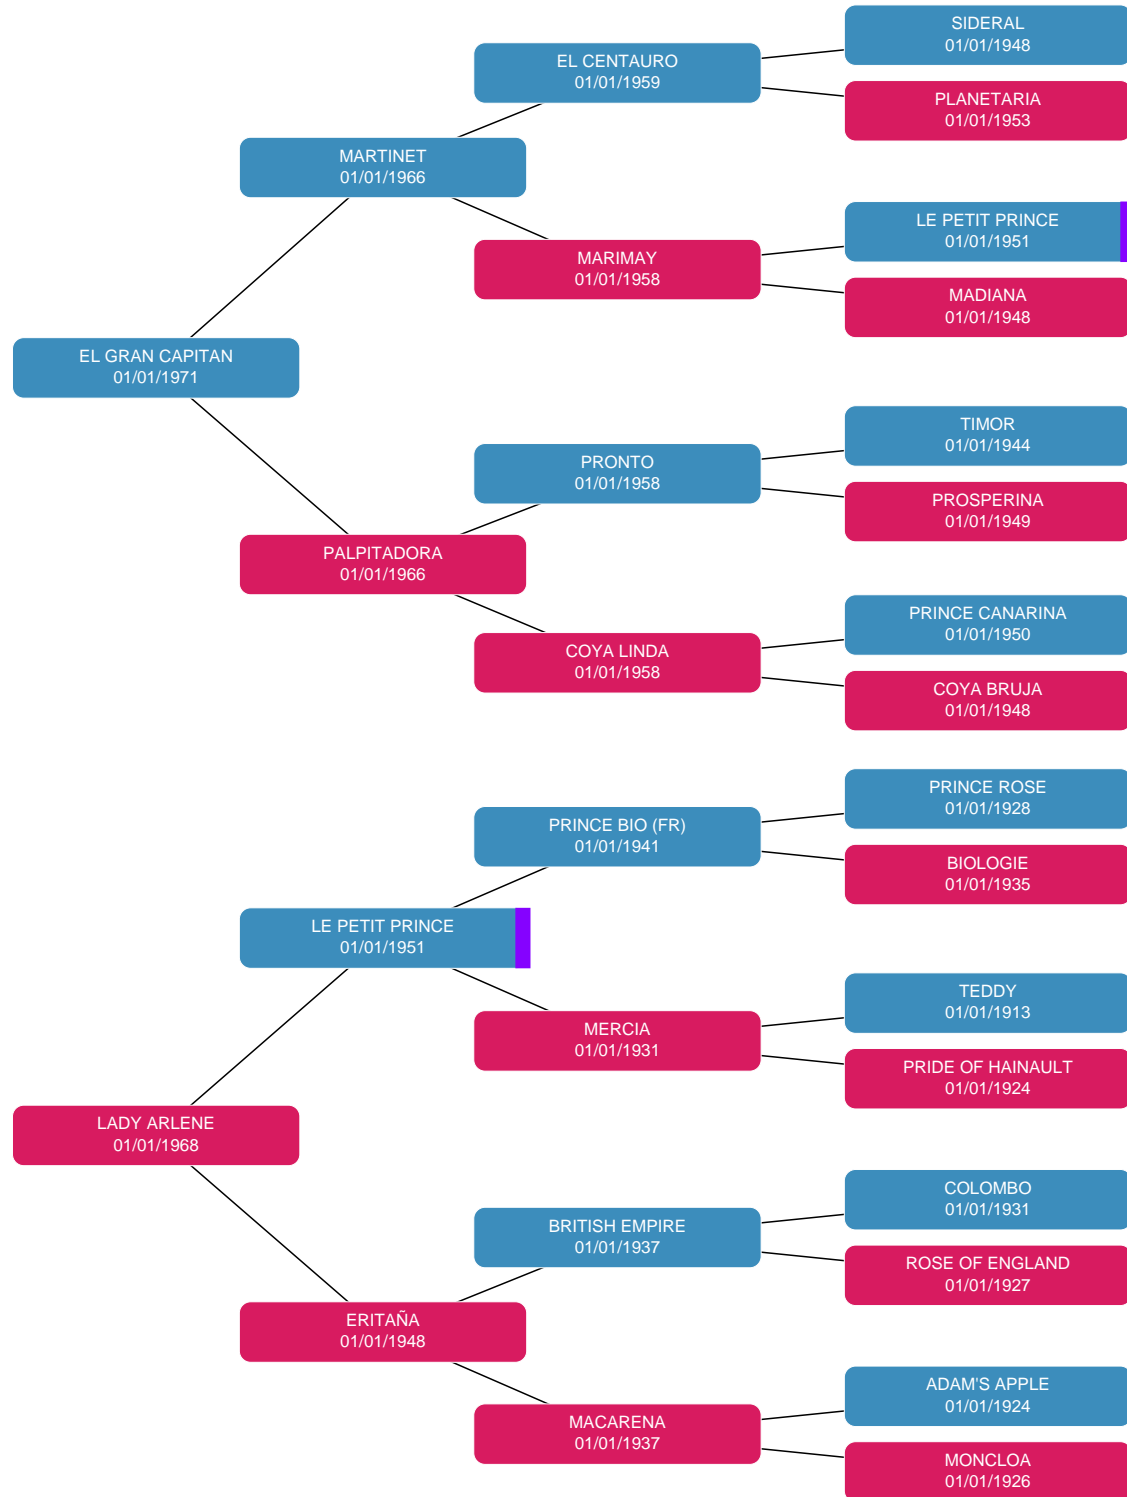 SIDERAL
01/01/1948
EL CENTAURO
01/01/1959
PLANETARIA
01/01/1953
MARTINET
01/01/1966
LE PETIT PRINCE
01/01/1951
MARIMAY
01/01/1958
MADIANA
01/01/1948
EL GRAN CAPITAN
01/01/1971
TIMOR
01/01/1944
PRONTO
01/01/1958
PROSPERINA
01/01/1949
PALPITADORA
01/01/1966
PRINCE CANARINA
01/01/1950
COYA LINDA
01/01/1958
COYA BRUJA
01/01/1948
PRINCE ROSE
01/01/1928
PRINCE BIO (FR)
01/01/1941
BIOLOGIE
01/01/1935
LE PETIT PRINCE
01/01/1951
TEDDY
01/01/1913
MERCIA
01/01/1931
PRIDE OF HAINAULT
01/01/1924
LADY ARLENE
01/01/1968
COLOMBO
01/01/1931
BRITISH EMPIRE
01/01/1937
ROSE OF ENGLAND
01/01/1927
ERITAÑA
01/01/1948
ADAM'S APPLE
01/01/1924
MACARENA
01/01/1937
MONCLOA
01/01/1926